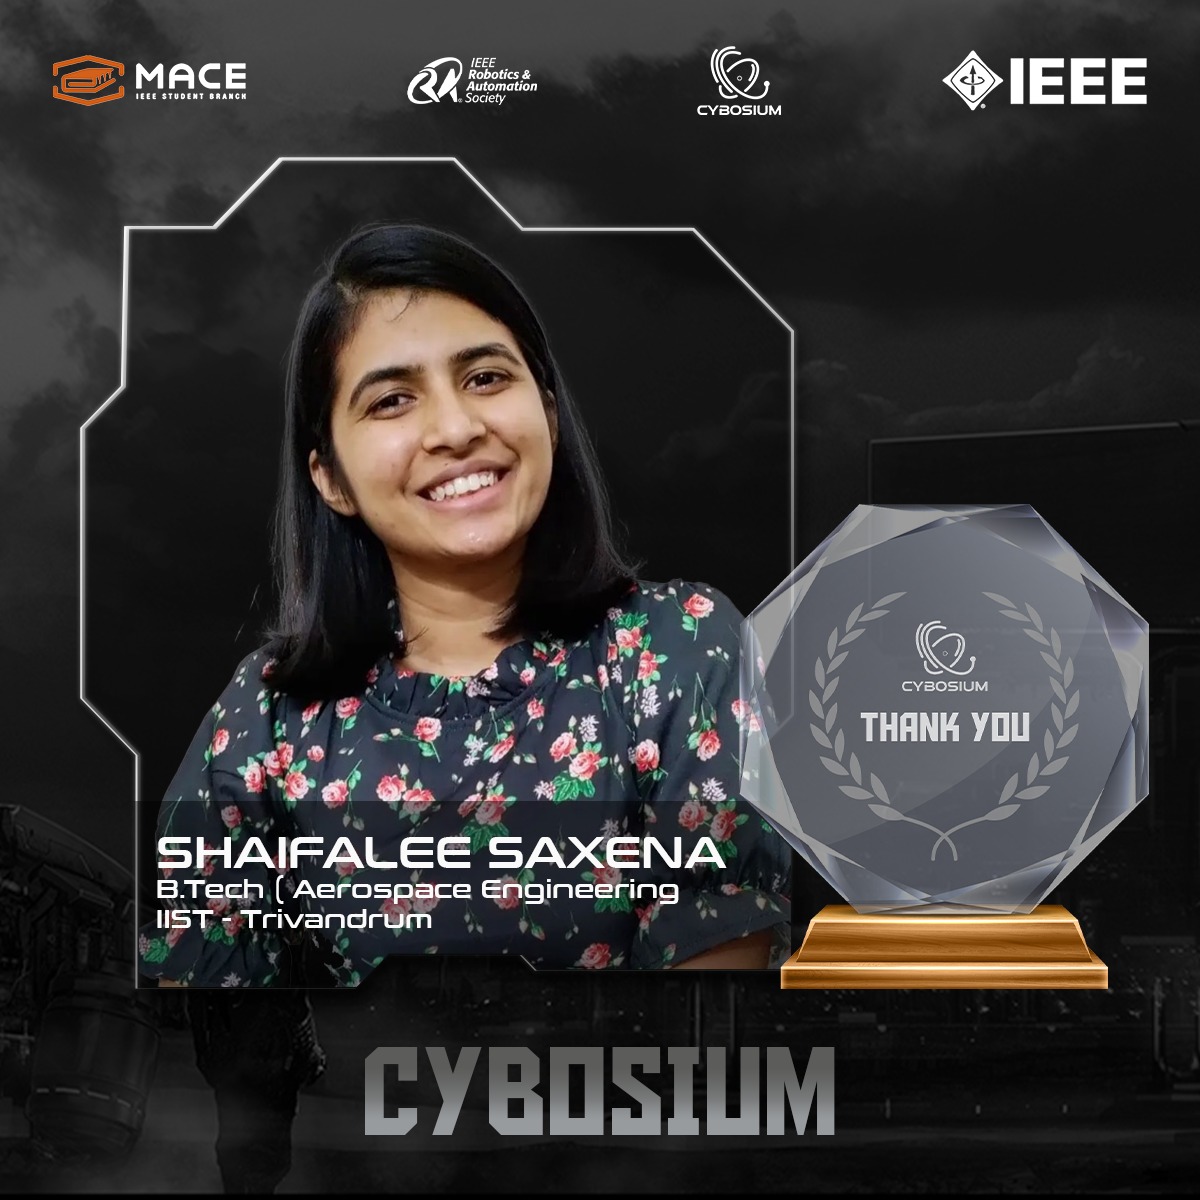 MACE
IEEE STUDENT BRANCH
IEEE
Robotics &
Automation
Society
CYBOSIUM
IEEE
CYBOSIUM
THANK YOU
SHAIFALEE SAXENA
B.Tech ( Aerospace Engineering
IIST - Trivandrum
CYBOSIUM